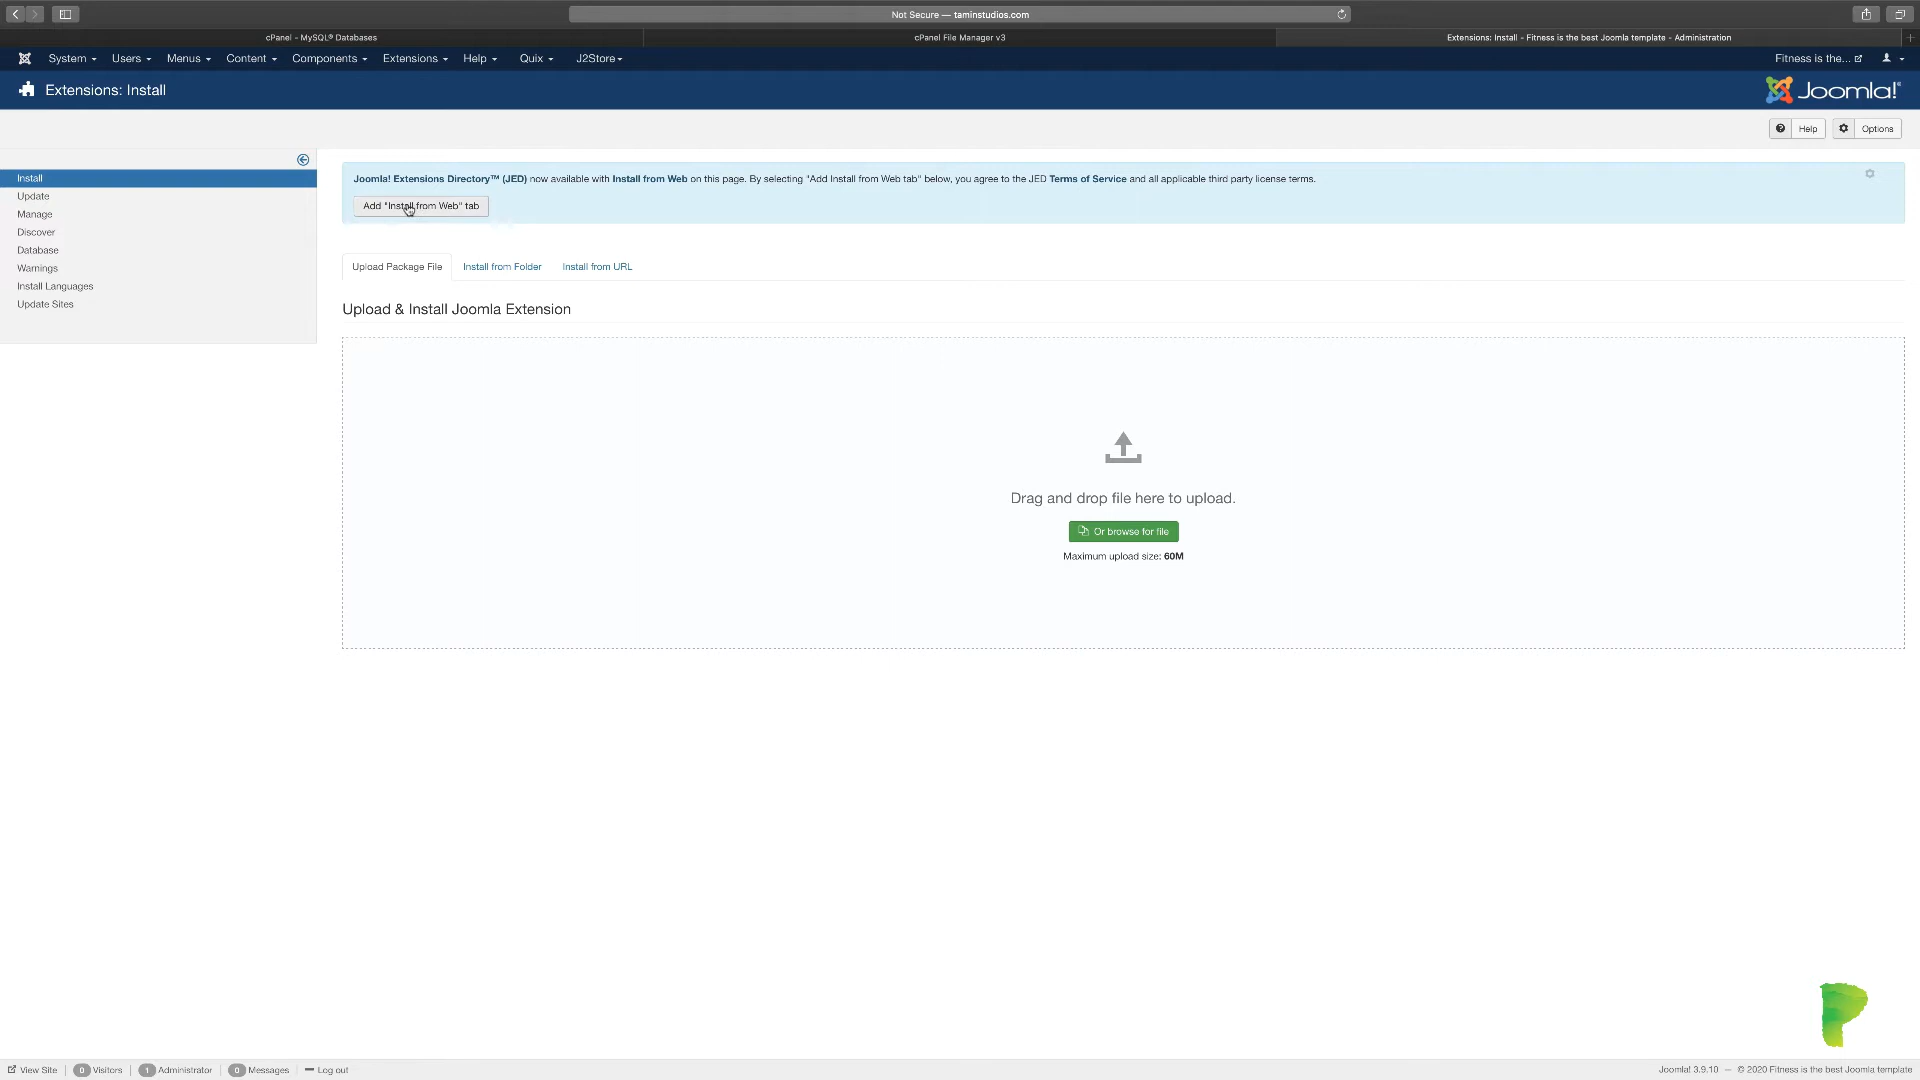 Not Secure — taminstudios.com
cPanel - MySQL® Databases
cPanel File Manager v3
Extensions: Install - Fitness is the best Joomla template - Administration
System Users Menus Content Components Extensions Help Quix J2Store
Fitness is the...
Extensions: Install
Joomla!®
Help
Options
Install
Update
Manage
Discover
Database
Warnings
Install Languages
Update Sites
Joomla! Extensions Directory™ (JED) now available with Install from Web on this page. By selecting "Add Install from Web tab" below, you agree to the JED Terms of Service and all applicable third party license terms.
Add "Install from Web" tab
Upload Package File Install from Folder Install from URL
Upload & Install Joomla Extension
Drag and drop file here to upload.
Or browse for file
Maximum upload size: 60M
View Site 0 Visitors 1 Administrator 0 Messages Log out
Joomla! 3.9.10 — © 2020 Fitness is the best Joomla template